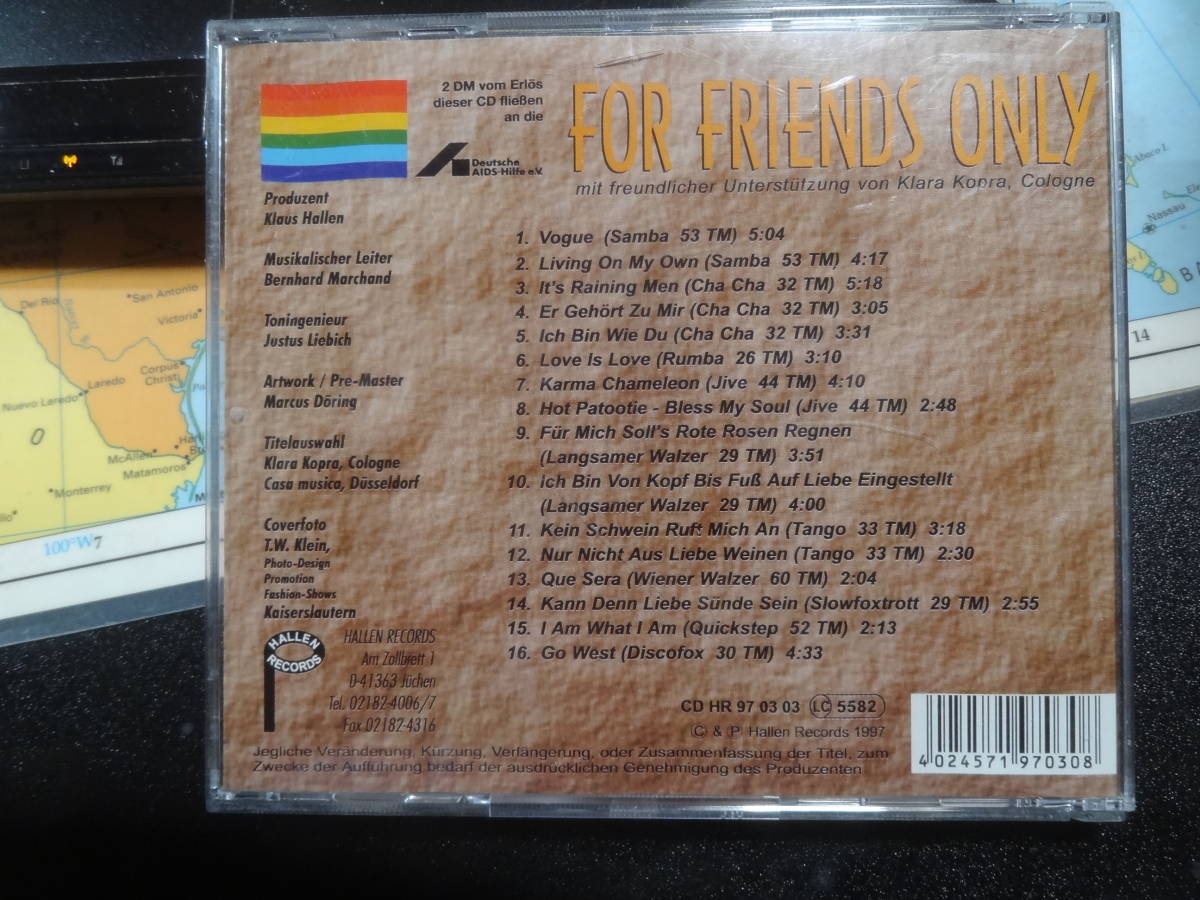 2 DM vom Erlös
dieser CD fließen
an die
Deutsche
AIDS-Hilfe e.V.
FOR FRIENDS ONLY
mit freundlicher Unterstützung von Klara Kopra, Cologne
Produzent
Klaus Hallen
Musikalischer Leiter
Bernhard Marchand
Toningenieur
Justus Liebich
Artwork / Pre-Master
Marcus Döring
Titelauswahl
Klara Kopra, Cologne
Casa musica, Düsseldorf
Coverfoto
T.W. Klein,
Photo-Design
Promotion
Fashion-Shows
Kaiserslautern
HALLEN
RECORDS
HALLEN RECORDS
Am Zollbrett 1
D-41363 Jüchen
Tel. 02182-4006/7
Fax 02182-4316
1. Vogue (Samba 53 TM) 5:04
2. Living On My Own (Samba 53 TM) 4:17
3. It's Raining Men (Cha Cha 32 TM) 5:18
4. Er Gehört Zu Mir (Cha Cha 32 TM) 3:05
5. Ich Bin Wie Du (Cha Cha 32 TM) 3:31
6. Love Is Love (Rumba 26 TM) 3:10
7. Karma Chameleon (Jive 44 TM) 4:10
8. Hot Patootie - Bless My Soul (Jive 44 TM) 2:48
9. Für Mich Soll's Rote Rosen Regnen
(Langsamer Walzer 29 TM) 3:51
10. Ich Bin Von Kopf Bis Fuß Auf Liebe Eingestellt
(Langsamer Walzer 29 TM) 4:00
11. Kein Schwein Ruft Mich An (Tango 33 TM) 3:18
12. Nur Nicht Aus Liebe Weinen (Tango 33 TM) 2:30
13. Que Sera (Wiener Walzer 60 TM) 2:04
14. Kann Denn Liebe Sünde Sein (Slowfoxtrott 29 TM) 2:55
15. I Am What I Am (Quickstep 52 TM) 2:13
16. Go West (Discofox 30 TM) 4:33
CD HR 97 03 03 LC 5582
© & ℗ Hallen Records 1997
Jegliche Veränderung, Kürzung, Verlängerung, oder Zusammenfassung der Titel, zum
Zwecke der Aufführung bedarf der ausdrücklichen Genehmigung des Produzenten
4 024571 970308
Del Rio
San Antonio
Victoria
Corpus
Christi
Laredo
Nuevo Laredo
McAllen
Matamoros
Monterrey
100°W
7
Abaco I.
Nassau
14